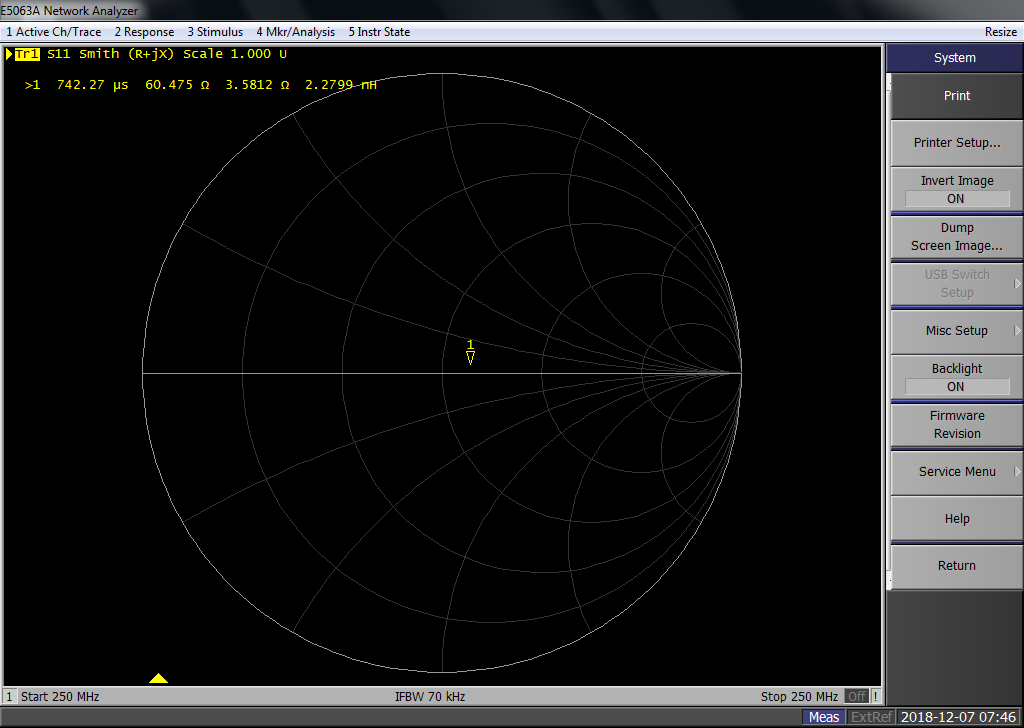 E5063A Network Analyzer
1 Active Ch/Trace 2 Response 3 Stimulus 4 Mkr/Analysis 5 Instr State Resize
Tr1 S11 Smith (R+jX) Scale 1.000 U
>1 742.27 µs 60.475 Ω 3.5812 Ω 2.2799 nH
1
System
Print
Printer Setup...
Invert Image
ON
Dump
Screen Image...
USB Switch
Setup
Misc Setup
Backlight
ON
Firmware
Revision
Service Menu
Help
Return
1 Start 250 MHz IFBW 70 kHz Stop 250 MHz Off !
Meas ExtRef 2018-12-07 07:46